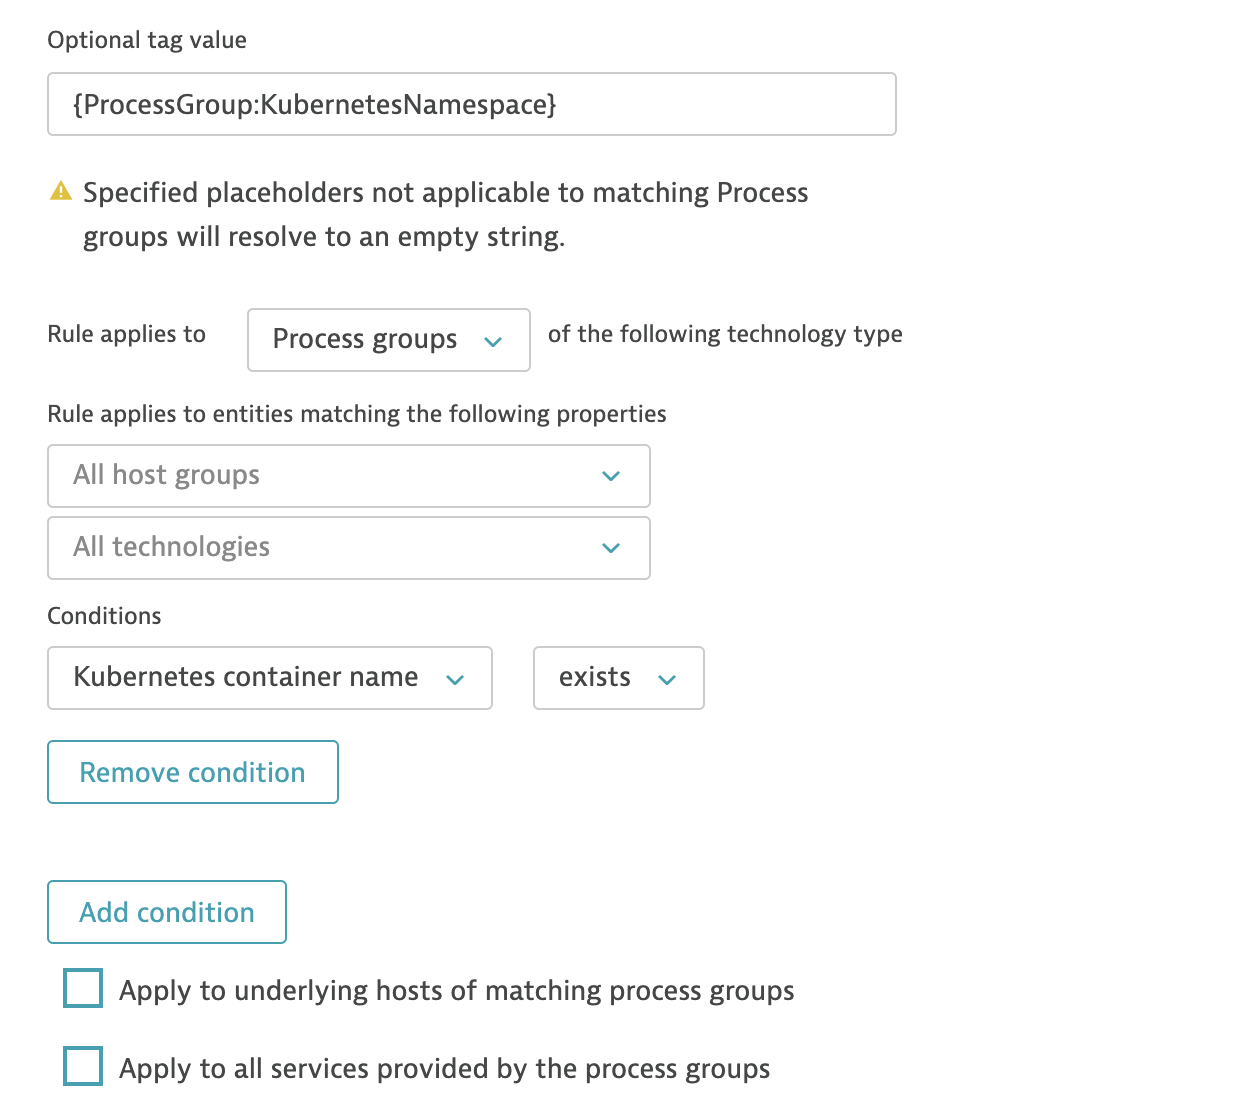 Optional tag value
{ProcessGroup:KubernetesNamespace}
Specified placeholders not applicable to matching Process
groups will resolve to an empty string.
Rule applies to Process groups of the following technology type
Rule applies to entities matching the following properties
All host groups
All technologies
Conditions
Kubernetes container name exists
Remove condition
Add condition
Apply to underlying hosts of matching process groups
Apply to all services provided by the process groups